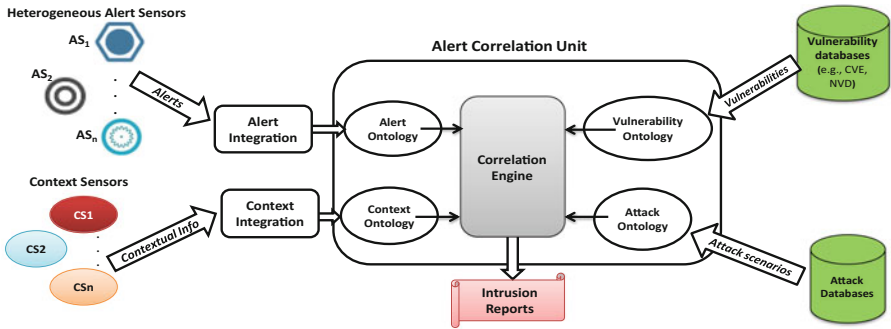 Heterogeneous Alert Sensors
AS1
AS2
ASn
Alerts
Alert
Integration
Context Sensors
CS1
CS2
CSn
Contextual Info
Context
Integration
Alert Correlation Unit
Alert
Ontology
Context
Ontology
Correlation
Engine
Vulnerability
Ontology
Attack
Ontology
Intrusion
Reports
Vulnerabilities
Vulnerability
databases
(e.g., CVE,
NVD)
Attack scenarios
Attack
Databases